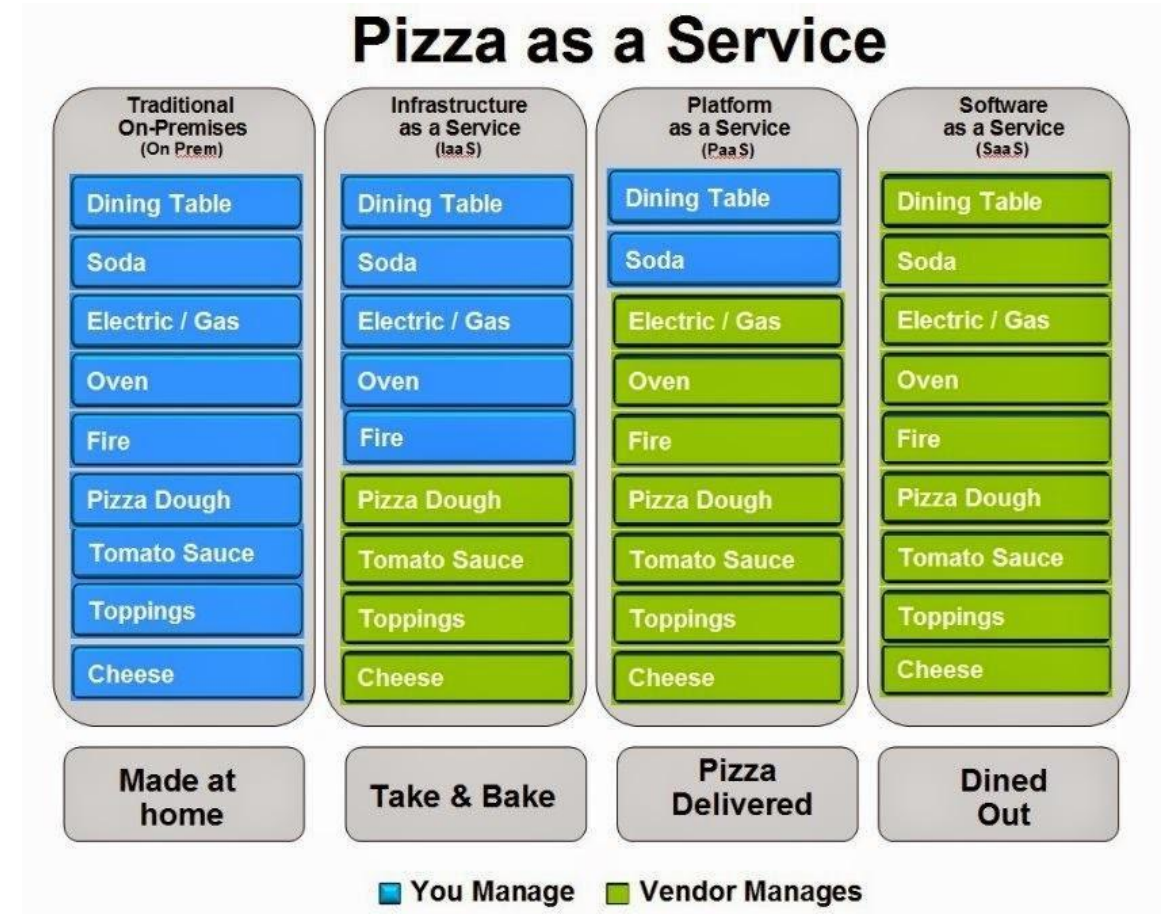 Pizza as a Service
Traditional
On-Premises
(On Prem)
Dining Table
Soda
Electric / Gas
Oven
Fire
Pizza Dough
Tomato Sauce
Toppings
Cheese
Made at
home
Infrastructure
as a Service
(IaaS)
Dining Table
Soda
Electric / Gas
Oven
Fire
Pizza Dough
Tomato Sauce
Toppings
Cheese
Take & Bake
Platform
as a Service
(PaaS)
Dining Table
Soda
Electric / Gas
Oven
Fire
Pizza Dough
Tomato Sauce
Toppings
Cheese
Pizza
Delivered
Software
as a Service
(SaaS)
Dining Table
Soda
Electric / Gas
Oven
Fire
Pizza Dough
Tomato Sauce
Toppings
Cheese
Dined
Out
You Manage
Vendor Manages